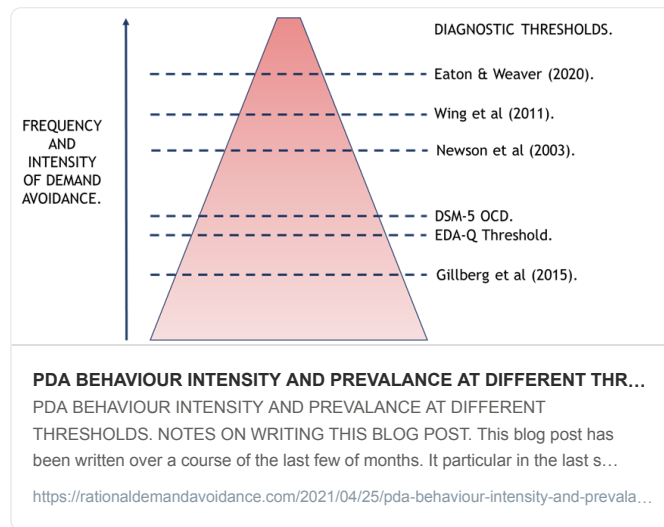 DIAGNOSTIC THRESHOLDS.
Eaton & Weaver (2020).
Wing et al (2011).
FREQUENCY
AND
INTENSITY
OF DEMAND
AVOIDANCE.
Newson et al (2003).
DSM-5 OCD.
EDA-Q Threshold.
Gillberg et al (2015).
PDA BEHAVIOUR INTENSITY AND PREVALANCE AT DIFFERENT THR...
PDA BEHAVIOUR INTENSITY AND PREVALANCE AT DIFFERENT
THRESHOLDS. NOTES ON WRITING THIS BLOG POST. This blog post has
been written over a course of the last few of months. It particular in the last s...
https://rationaldemandavoidance.com/2021/04/25/pda-behaviour-intensity-and-prevala...